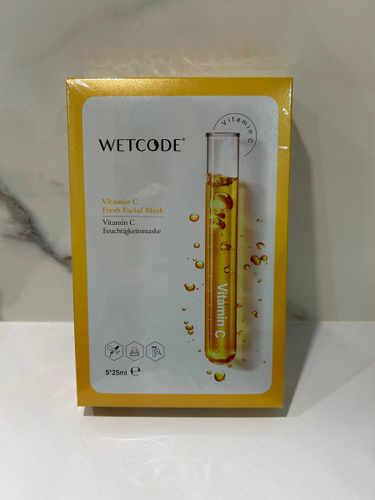 Vitamin C
WETCODE®
Vitamin C
Fresh Facial Mask
Vitamin C
Feuchtigkeitsmaske
Vitamin C
5*25ml ℮